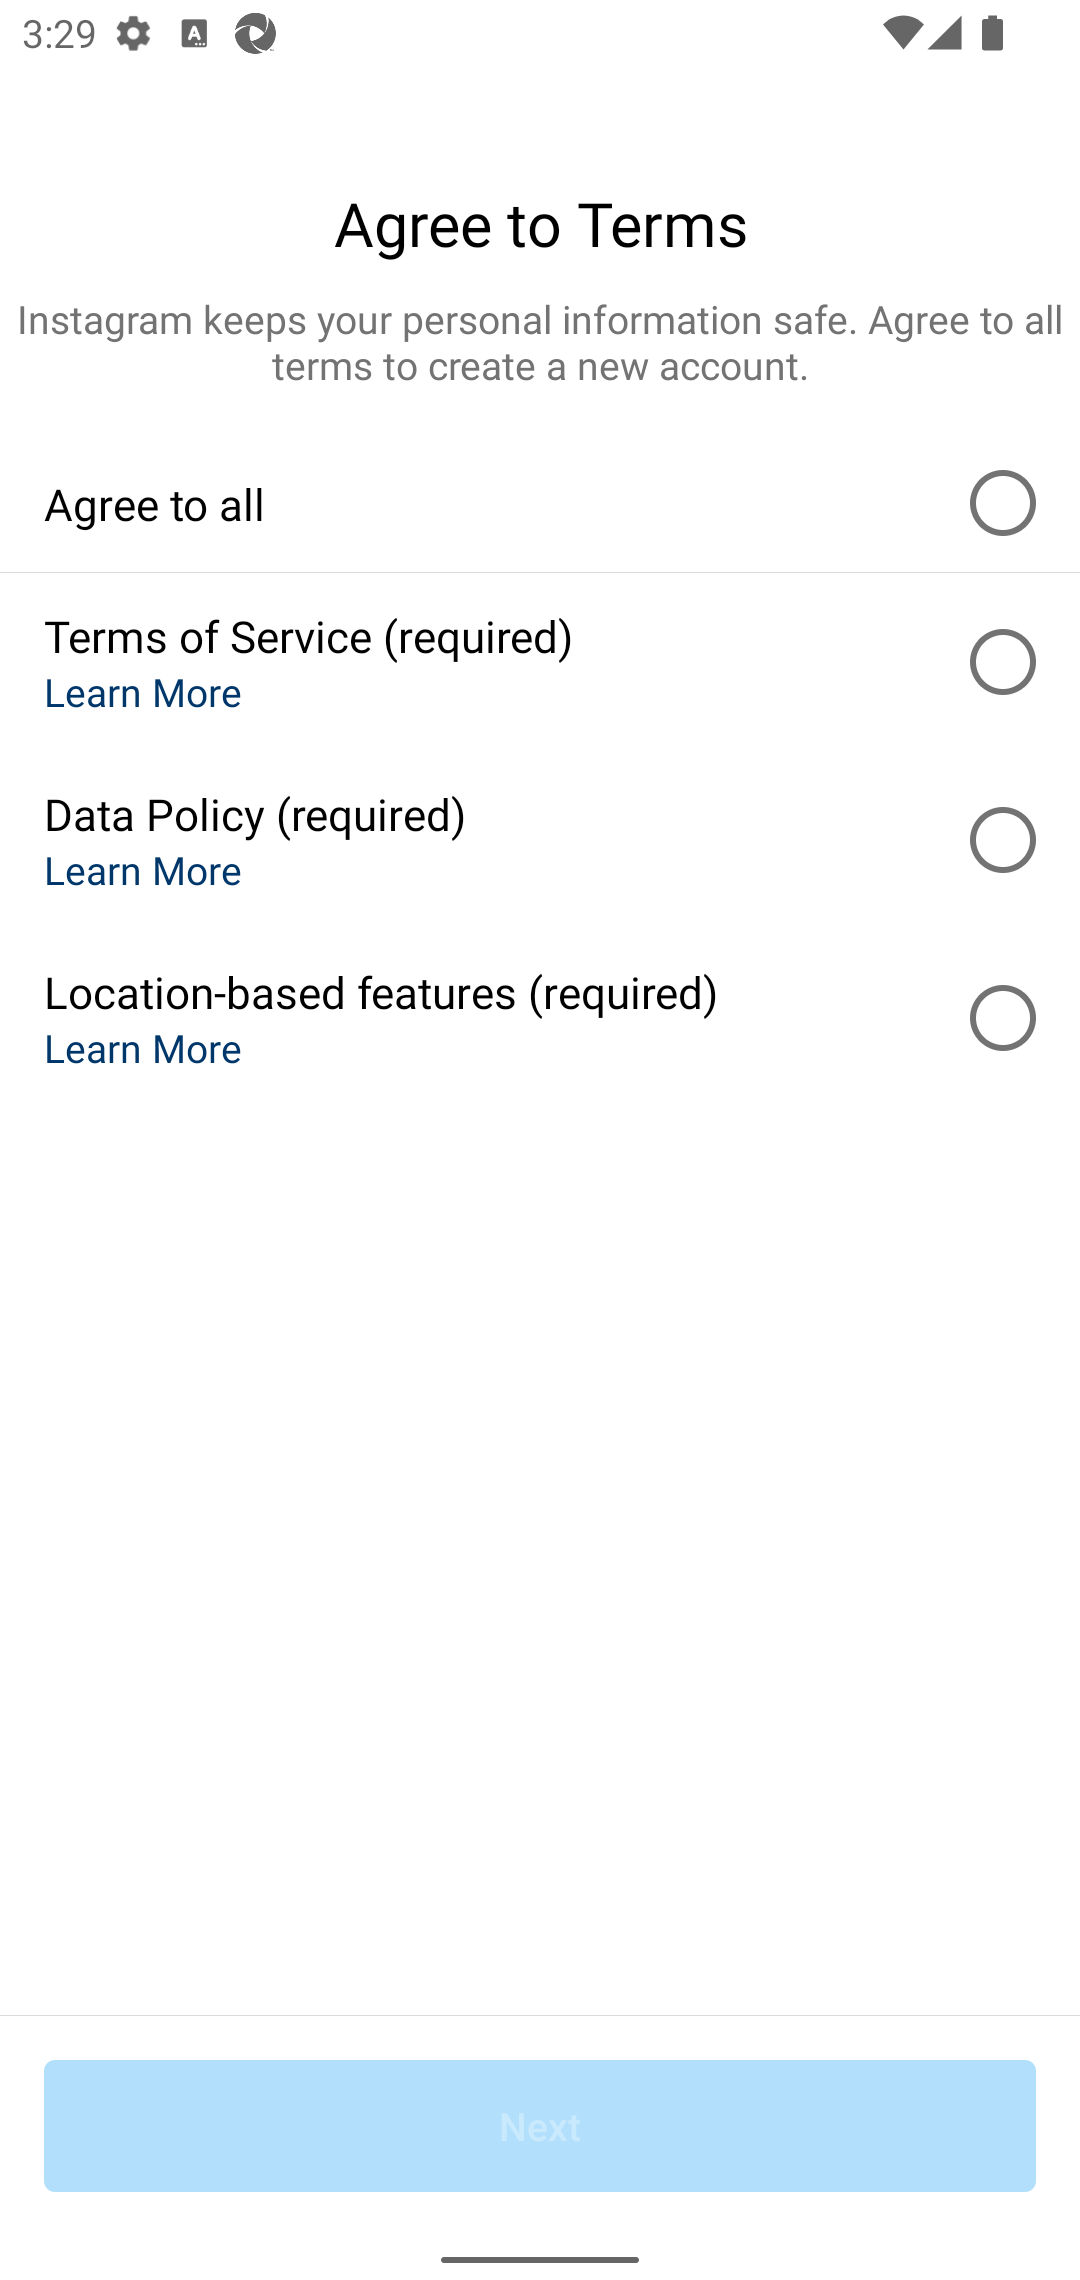 3:29
Agree to Terms
Instagram keeps your personal information safe. Agree to all
terms to create a new account.
Agree to all
Terms of Service (required)
Learn More
Data Policy (required)
Learn More
Location-based features (required)
Learn More
Next